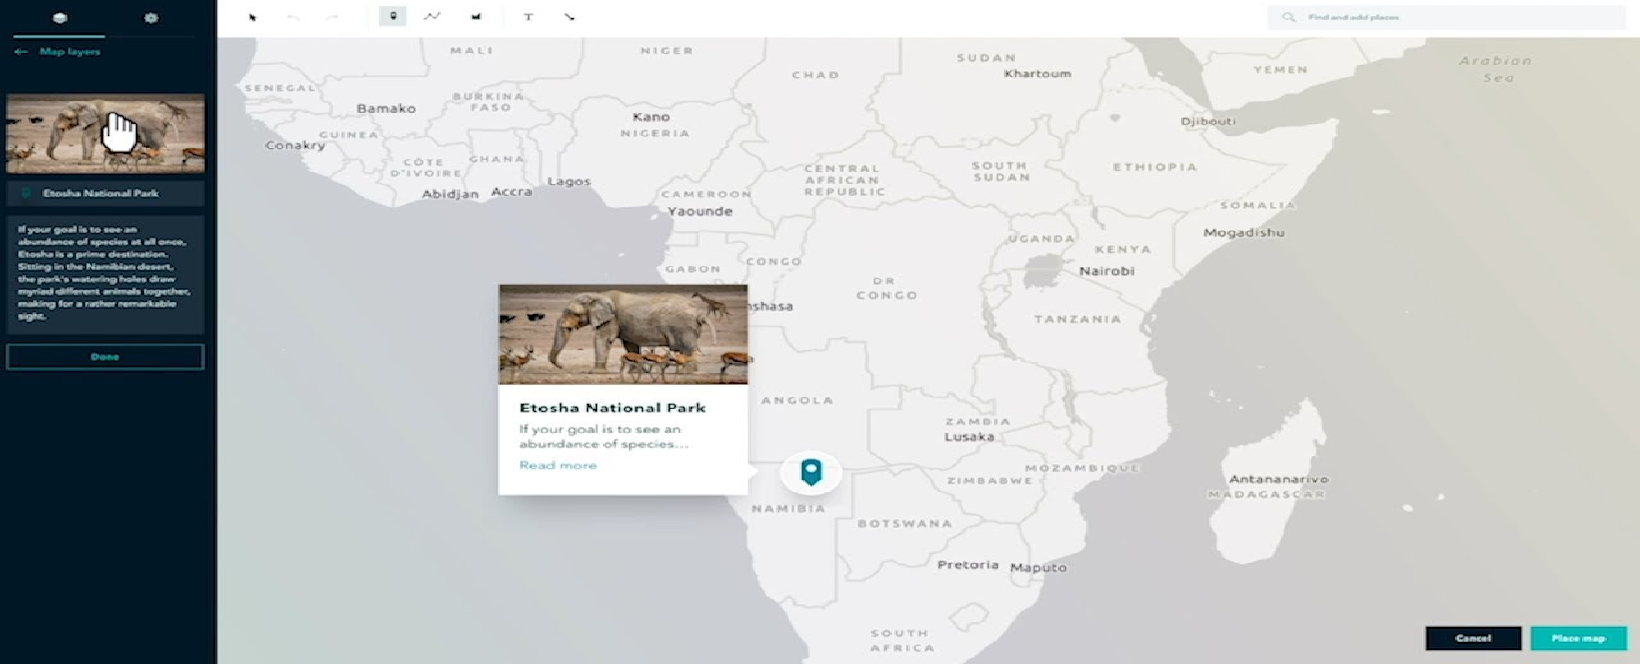 Map layers
Etosha National Park
If your goal is to see an
abundance of species at all once,
Etosha is a prime destination.
Sitting in the Namibian desert,
the park's watering holes draw
myriad different animals together,
making for a rather remarkable
sight.
Done
T
Find and add places
MALI
NIGER
CHAD
SUDAN
Khartoum
YEMEN
Arabian
Sea
SENEGAL
Bamako
BURKINA
FASO
Kano
NIGERIA
Djibouti
GUINEA
Conakry
CÔTE
D'IVOIRE
GHANA
Abidjan
Accra
Lagos
CENTRAL
AFRICAN
REPUBLIC
SOUTH
SUDAN
ETHIOPIA
CAMEROON
Yaounde
SOMALIA
Mogadishu
UGANDA
KENYA
Nairobi
GABON
CONGO
DR
CONGO
nshasa
TANZANIA
Etosha National Park
If your goal is to see an
abundance of species...
Read more
ANGOLA
ZAMBIA
Lusaka
MOZAMBIQUE
ZIMBABWE
Antananarivo
MADAGASCAR
NAMIBIA
BOTSWANA
Pretoria
Maputo
SOUTH
AFRICA
Cancel
Place map